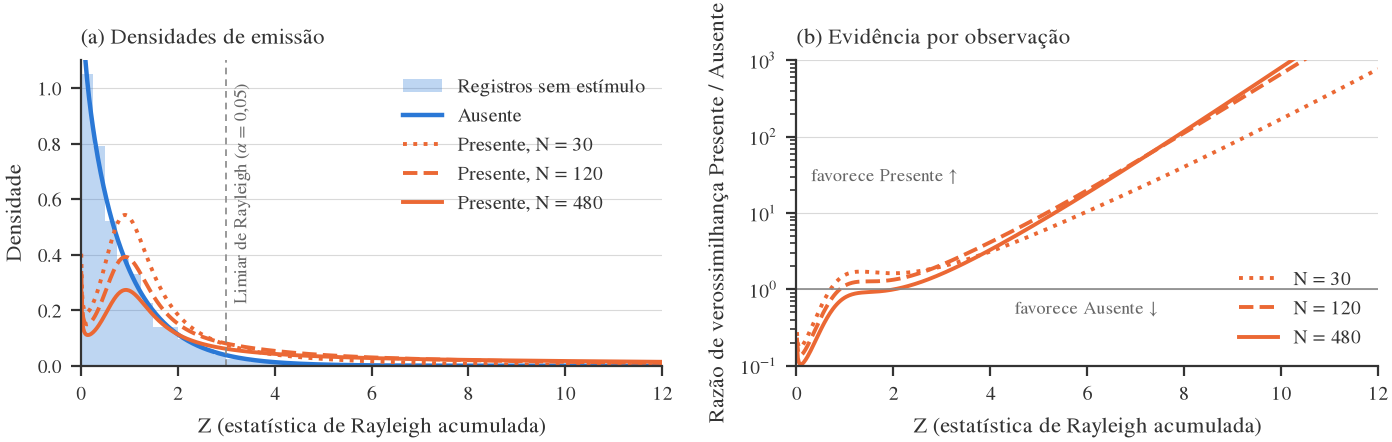 (a) Densidades de emissão
Densidade
1.0
0.8
0.6
0.4
0.2
0.0
0
2
4
6
8
10
12
Z (estatística de Rayleigh acumulada)
Limiar de Rayleigh (α = 0,05)
Registros sem estímulo
Ausente
Presente, N = 30
Presente, N = 120
Presente, N = 480
(b) Evidência por observação
Razão de verossimilhança Presente / Ausente
10³
10²
10¹
10⁰
10⁻¹
0
2
4
6
8
10
12
Z (estatística de Rayleigh acumulada)
favorece Presente ↑
favorece Ausente ↓
N = 30
N = 120
N = 480